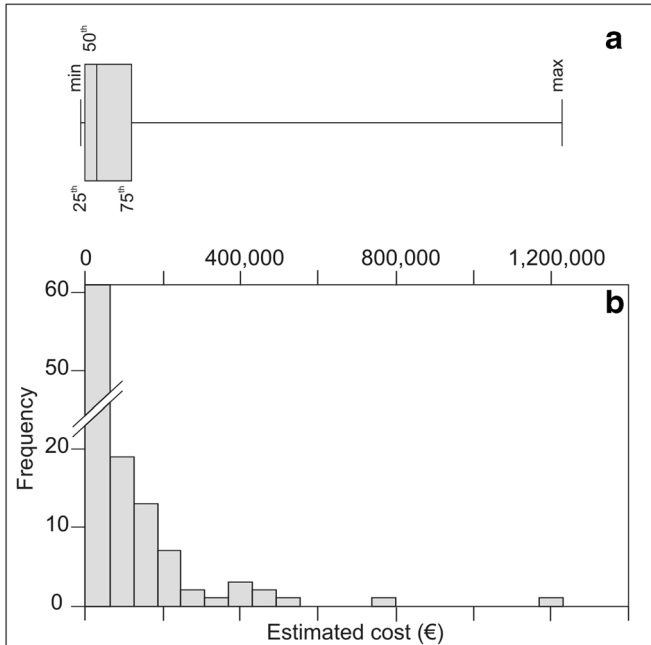 a
50th
min
max
25th
75th
0 400,000 800,000 1,200,000
b
60
50
20
10
0
Frequency
Estimated cost (€)